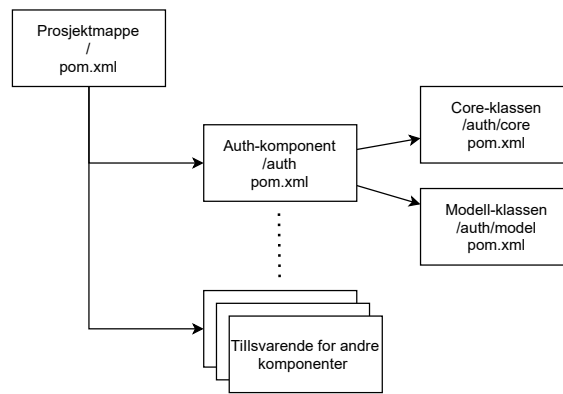 Prosjektmappe
/
pom.xml
Core-klassen
/auth/core
pom.xml
Auth-komponent
/auth
pom.xml
Modell-klassen
/auth/model
pom.xml
Tillsvarende for andre
komponenter